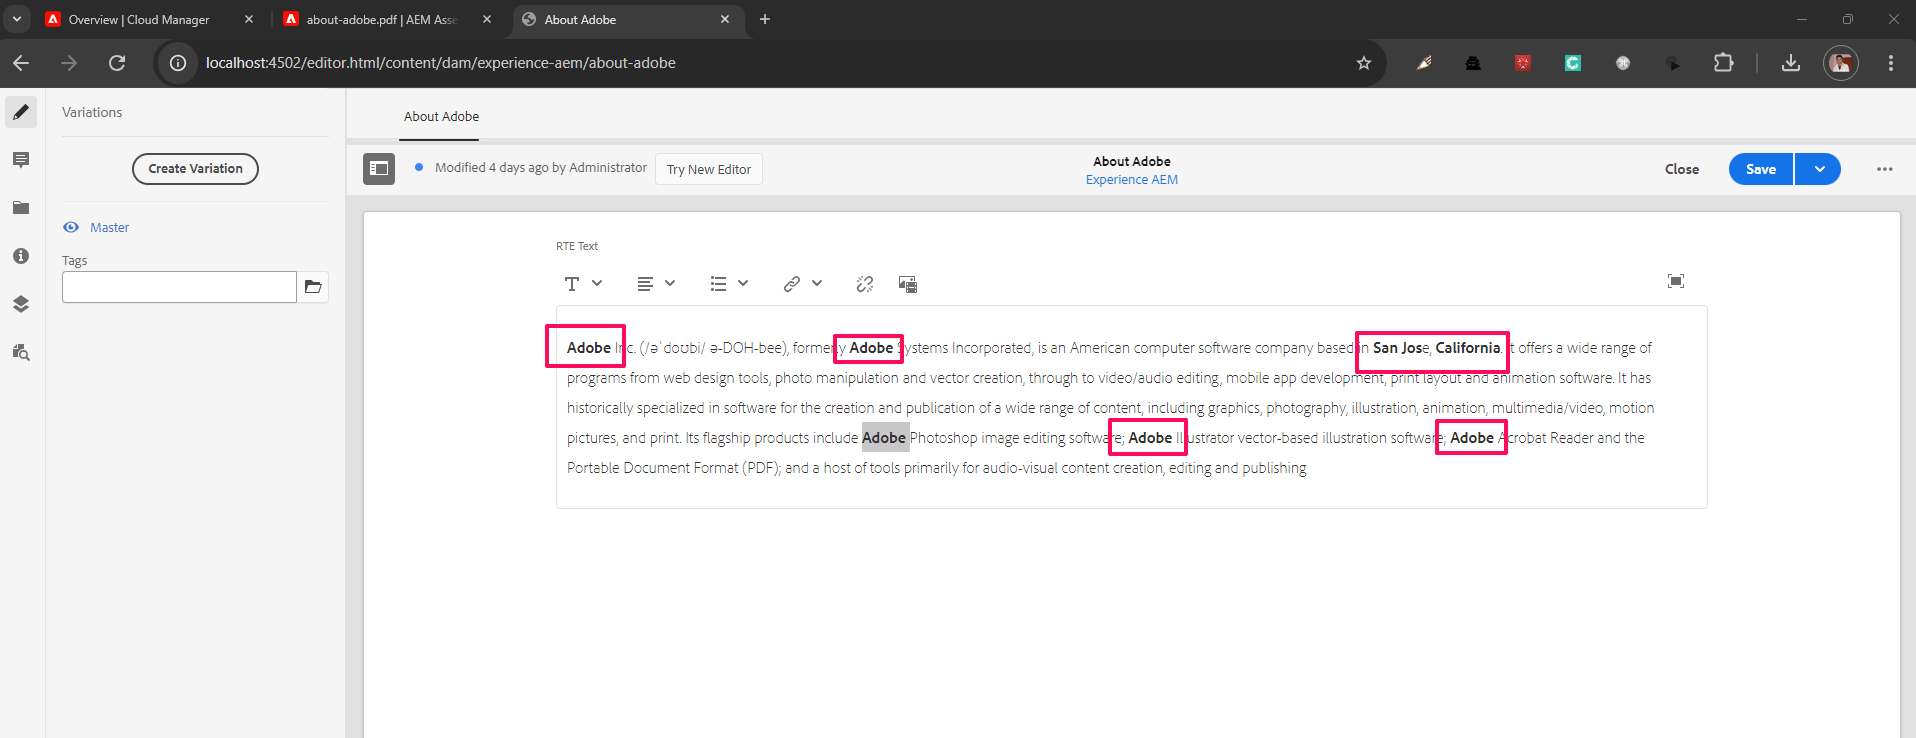 Overview | Cloud Manager
about-adobe.pdf | AEM Asse
About Adobe
localhost:4502/editor.html/content/dam/experience-aem/about-adobe
Variations
About Adobe
Create Variation
Modified 4 days ago by Administrator
Try New Editor
About Adobe
Experience AEM
Close
Save
Master
Tags
RTE Text
Adobe Inc. (/əˈdoʊbi/ ə-DOH-bee), formerly Adobe Systems Incorporated, is an American computer software company based in San Jose, California. It offers a wide range of
programs from web design tools, photo manipulation and vector creation, through to video/audio editing, mobile app development, print layout and animation software. It has
historically specialized in software for the creation and publication of a wide range of content, including graphics, photography, illustration, animation, multimedia/video, motion
pictures, and print. Its flagship products include Adobe Photoshop image editing software; Adobe Illustrator vector-based illustration software; Adobe Acrobat Reader and the
Portable Document Format (PDF); and a host of tools primarily for audio-visual content creation, editing and publishing